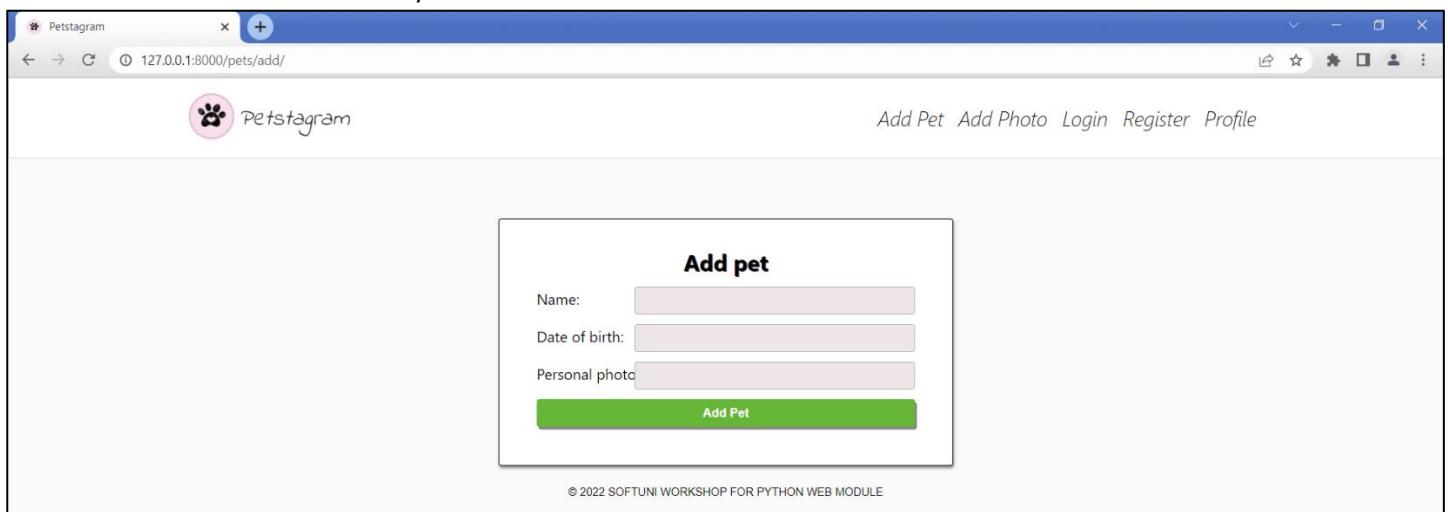 Petstagram
127.0.0.1:8000/pets/add/
Petstagram Add Pet Add Photo Login Register Profile
Add pet
Name:
Date of birth:
Personal photo
Add Pet
© 2022 SOFTUNI WORKSHOP FOR PYTHON WEB MODULE